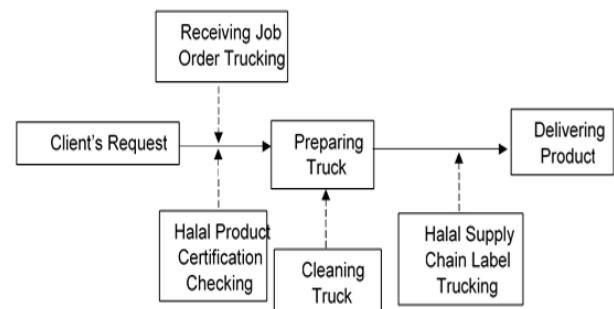 Receiving Job
Order Trucking
Client's Request
Preparing
Truck
Delivering
Product
Halal Product
Certification
Checking
Cleaning
Truck
Halal Supply
Chain Label
Trucking